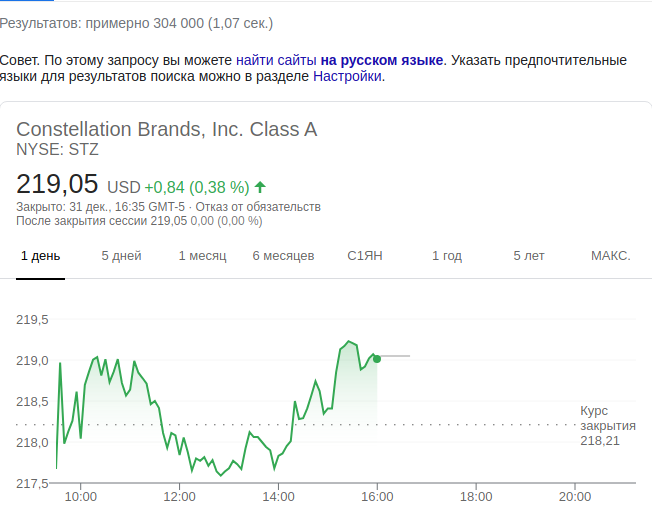 Результатов: примерно 304 000 (1,07 сек.)
Совет. По этому запросу вы можете найти сайты на русском языке. Указать предпочтительные
языки для результатов поиска можно в разделе Настройки.
Constellation Brands, Inc. Class A
NYSE: STZ
219,05 USD +0,84 (0,38 %)
Закрыто: 31 дек., 16:35 GMT-5 · Отказ от обязательств
После закрытия сессии 219,05 0,00 (0,00 %)
1 день 5 дней 1 месяц 6 месяцев С1ЯН 1 год 5 лет МАКС.
219,5
219,0
218,5
218,0
217,5
Курс
закрытия
218,21
10:00 12:00 14:00 16:00 18:00 20:00